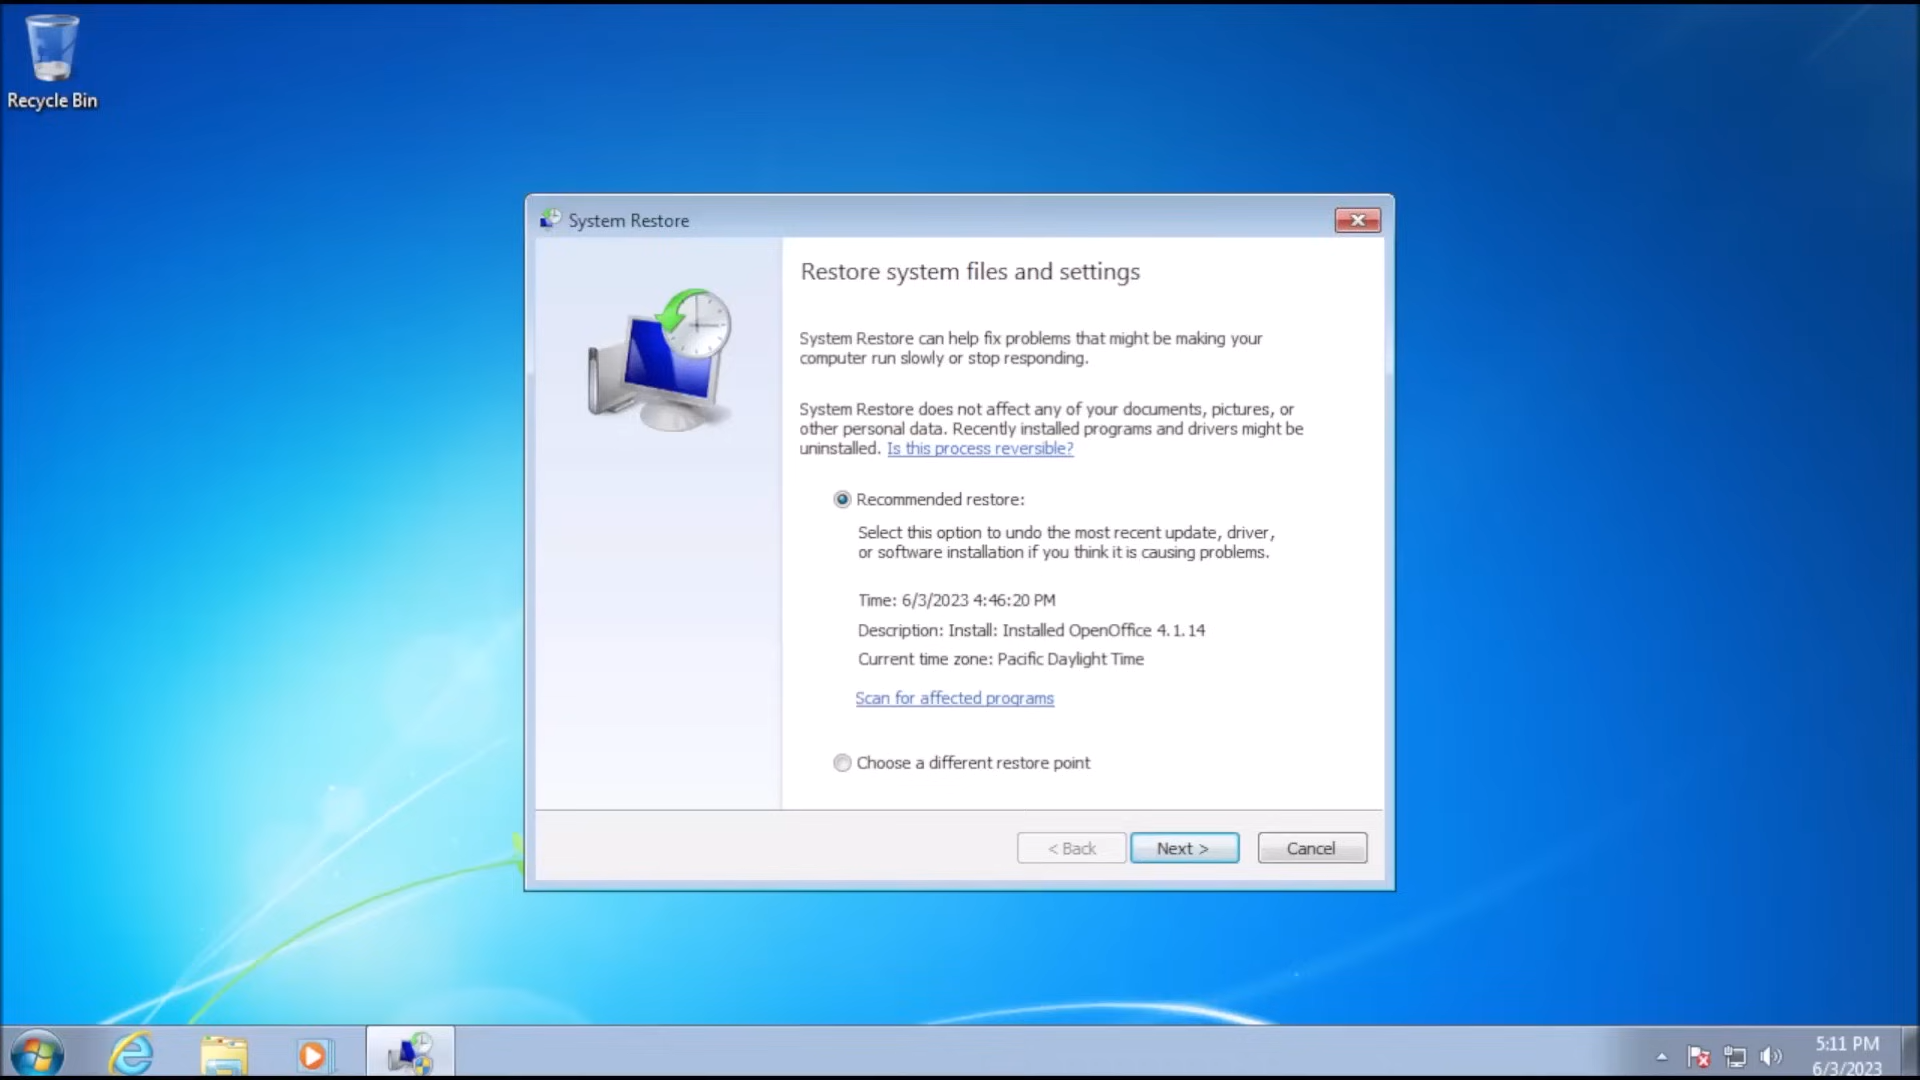 Recycle Bin
System Restore
Restore system files and settings
System Restore can help fix problems that might be making your
computer run slowly or stop responding.
System Restore does not affect any of your documents, pictures, or
other personal data. Recently installed programs and drivers might be
uninstalled. Is this process reversible?
Recommended restore:
Select this option to undo the most recent update, driver,
or software installation if you think it is causing problems.
Time: 6/3/2023 4:46:20 PM
Description: Install: Installed OpenOffice 4.1.14
Current time zone: Pacific Daylight Time
Scan for affected programs
Choose a different restore point
< Back
Next >
Cancel
5:11 PM
6/3/2023